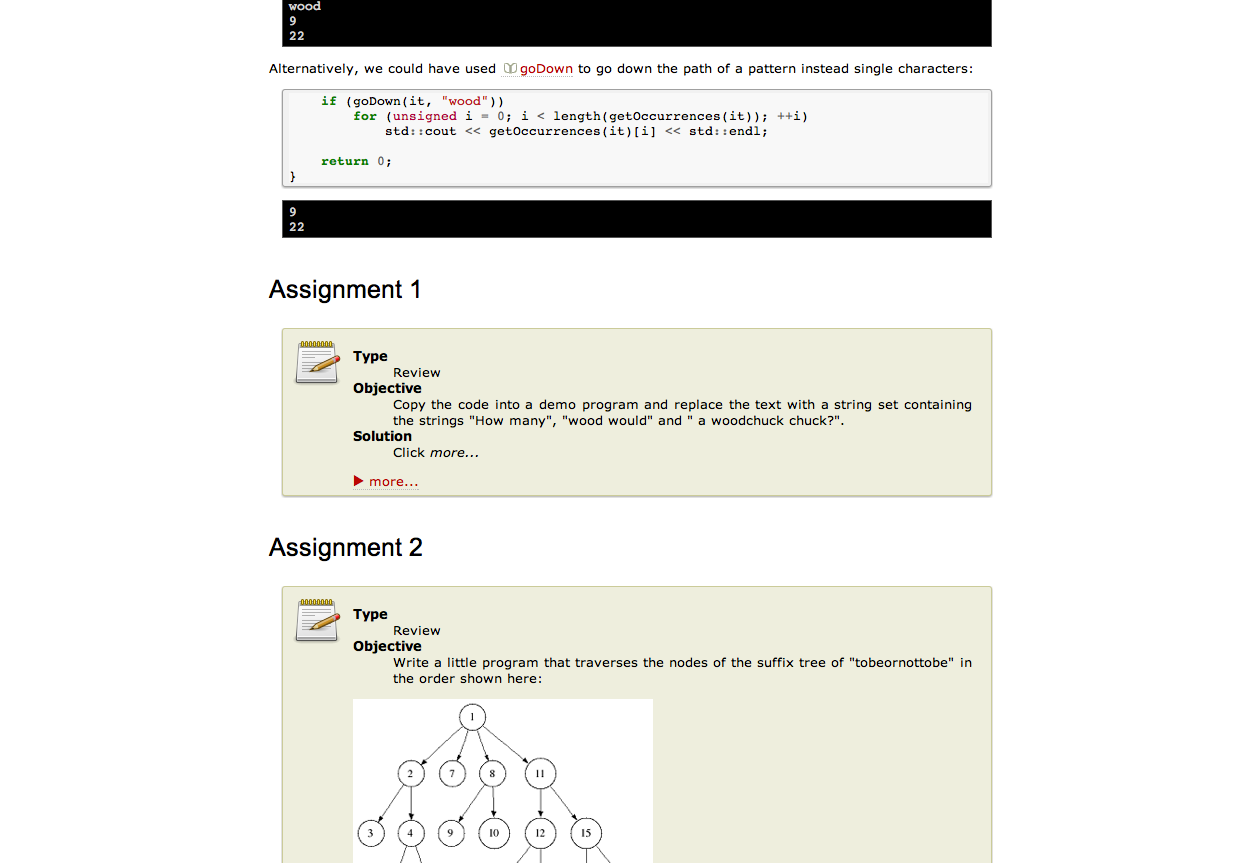 wood
9
22
Alternatively, we could have used goDown to go down the path of a pattern instead single characters:
    if (goDown(it, "wood"))
        for (unsigned i = 0; i < length(getOccurrences(it)); ++i)
            std::cout << getOccurrences(it)[i] << std::endl;
    return 0;
}
9
22
Assignment 1
Type
Review
Objective
Copy the code into a demo program and replace the text with a string set containing
the strings "How many", "wood would" and " a woodchuck chuck?".
Solution
Click more...
more...
Assignment 2
Type
Review
Objective
Write a little program that traverses the nodes of the suffix tree of "tobeornottobe" in
the order shown here:
1
2 7 8 11
3 4 9 10 12 15